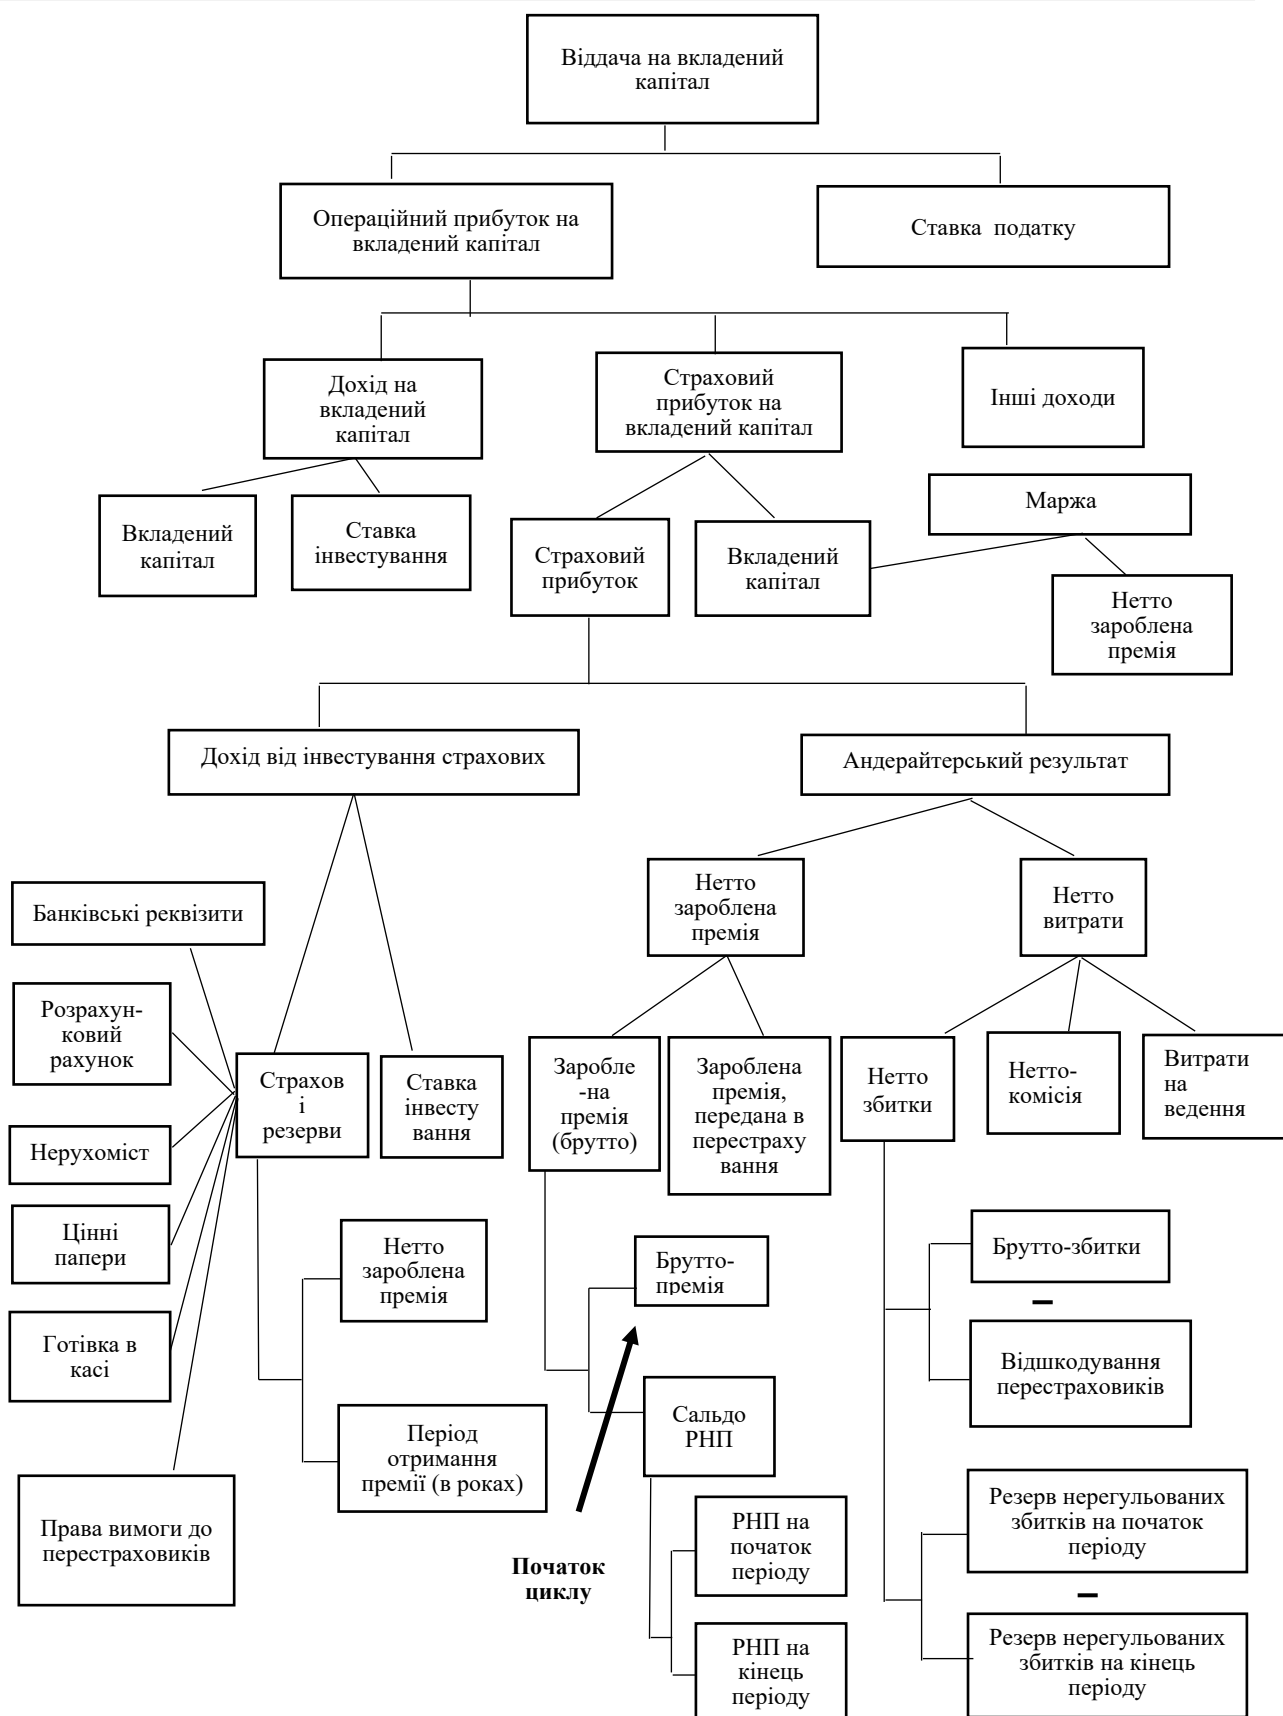 Віддача на вкладений
капітал
Операційний прибуток на
вкладений капітал
Ставка податку
Дохід на
вкладений
капітал
Страховий
прибуток на
вкладений капітал
Інші доходи
Вкладений
капітал
Ставка
інвестування
Страховий
прибуток
Вкладений
капітал
Маржа
Нетто
зароблена
премія
Дохід від інвестування страхових
Андерайтерський результат
Банківські реквізити
Розрахун-
ковий
рахунок
Нерухоміст
Цінні
папери
Готівка в
касі
Права вимоги до
перестраховиків
Страхов
і
резерви
Ставка
інвесту
вання
Нетто
зароблена
премія
Період
отримання
премії (в роках)
Нетто
зароблена
премія
Нетто
витрати
Заробле
-на
премія
(брутто)
Зароблена
премія,
передана в
перестраху
вання
Нетто
збитки
Нетто-
комісія
Витрати
на
ведення
Брутто-
премія
Сальдо
РНП
Початок
циклу
РНП на
початок
періоду
РНП на
кінець
періоду
Брутто-збитки
–
Відшкодування
перестраховиків
Резерв нерегульованих
збитків на початок
періоду
–
Резерв нерегульованих
збитків на кінець
періоду